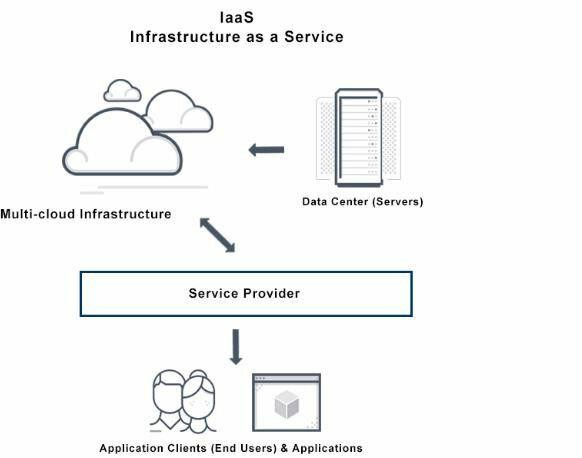 IaaS
Infrastructure as a Service
Data Center (Servers)
Multi-cloud Infrastructure
Service Provider
Application Clients (End Users) & Applications